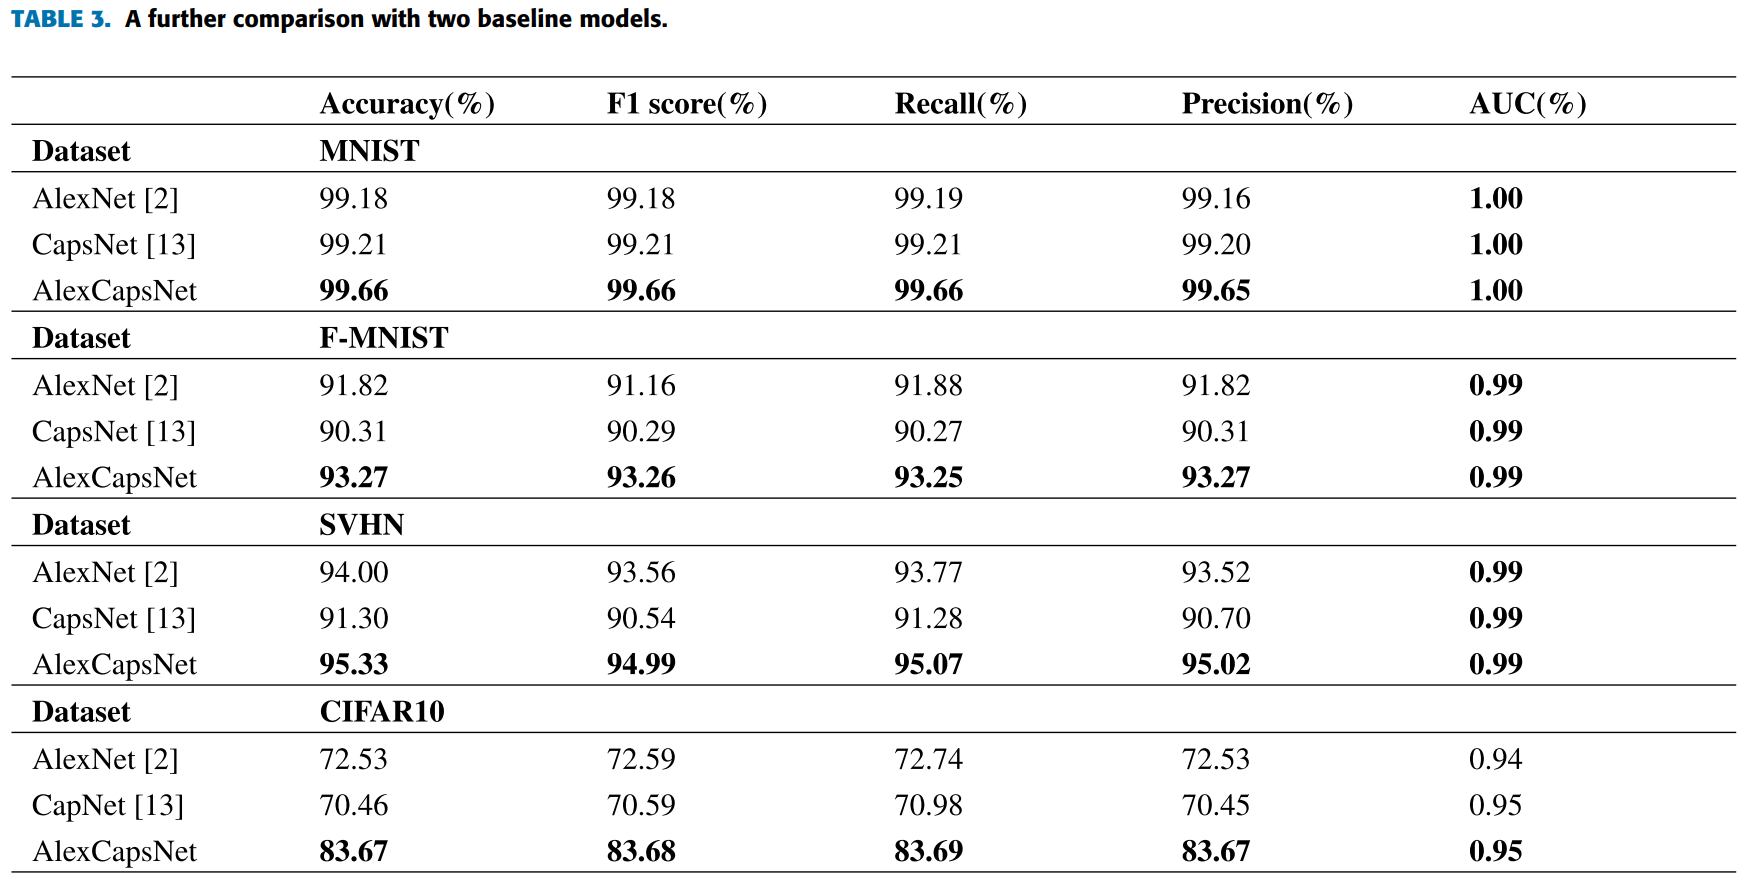 TABLE 3. A further comparison with two baseline models.
Accuracy(%) F1 score(%) Recall(%) Precision(%) AUC(%)
Dataset MNIST
AlexNet [2] 99.18 99.18 99.19 99.16 1.00
CapsNet [13] 99.21 99.21 99.21 99.20 1.00
AlexCapsNet 99.66 99.66 99.66 99.65 1.00
Dataset F-MNIST
AlexNet [2] 91.82 91.16 91.88 91.82 0.99
CapsNet [13] 90.31 90.29 90.27 90.31 0.99
AlexCapsNet 93.27 93.26 93.25 93.27 0.99
Dataset SVHN
AlexNet [2] 94.00 93.56 93.77 93.52 0.99
CapsNet [13] 91.30 90.54 91.28 90.70 0.99
AlexCapsNet 95.33 94.99 95.07 95.02 0.99
Dataset CIFAR10
AlexNet [2] 72.53 72.59 72.74 72.53 0.94
CapNet [13] 70.46 70.59 70.98 70.45 0.95
AlexCapsNet 83.67 83.68 83.69 83.67 0.95